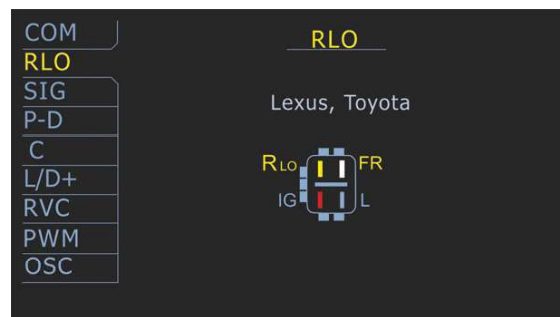 COM
RLO
SIG
P-D
C
L/D+
RVC
PWM
OSC
RLO
Lexus, Toyota
RLO FR
IG L